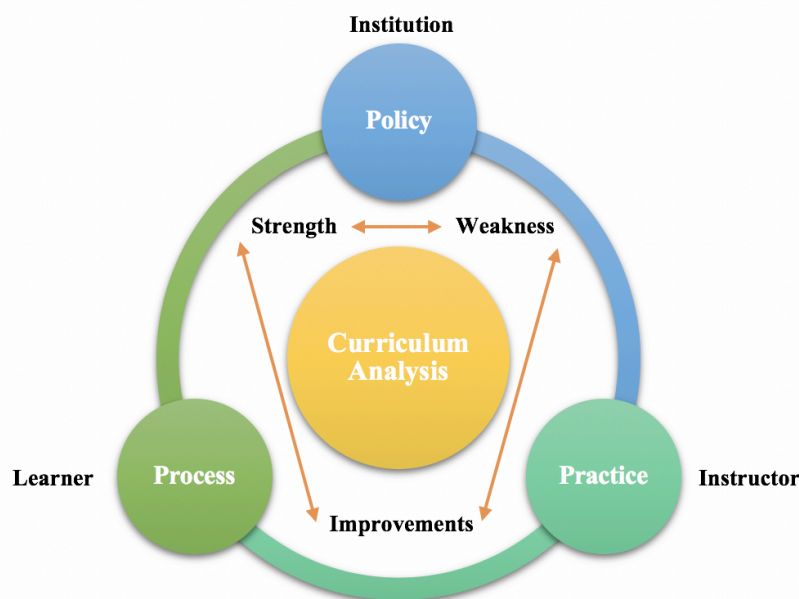 Institution
Policy
Strength
Weakness
Curriculum
Analysis
Learner
Process
Practice
Instructor
Improvements